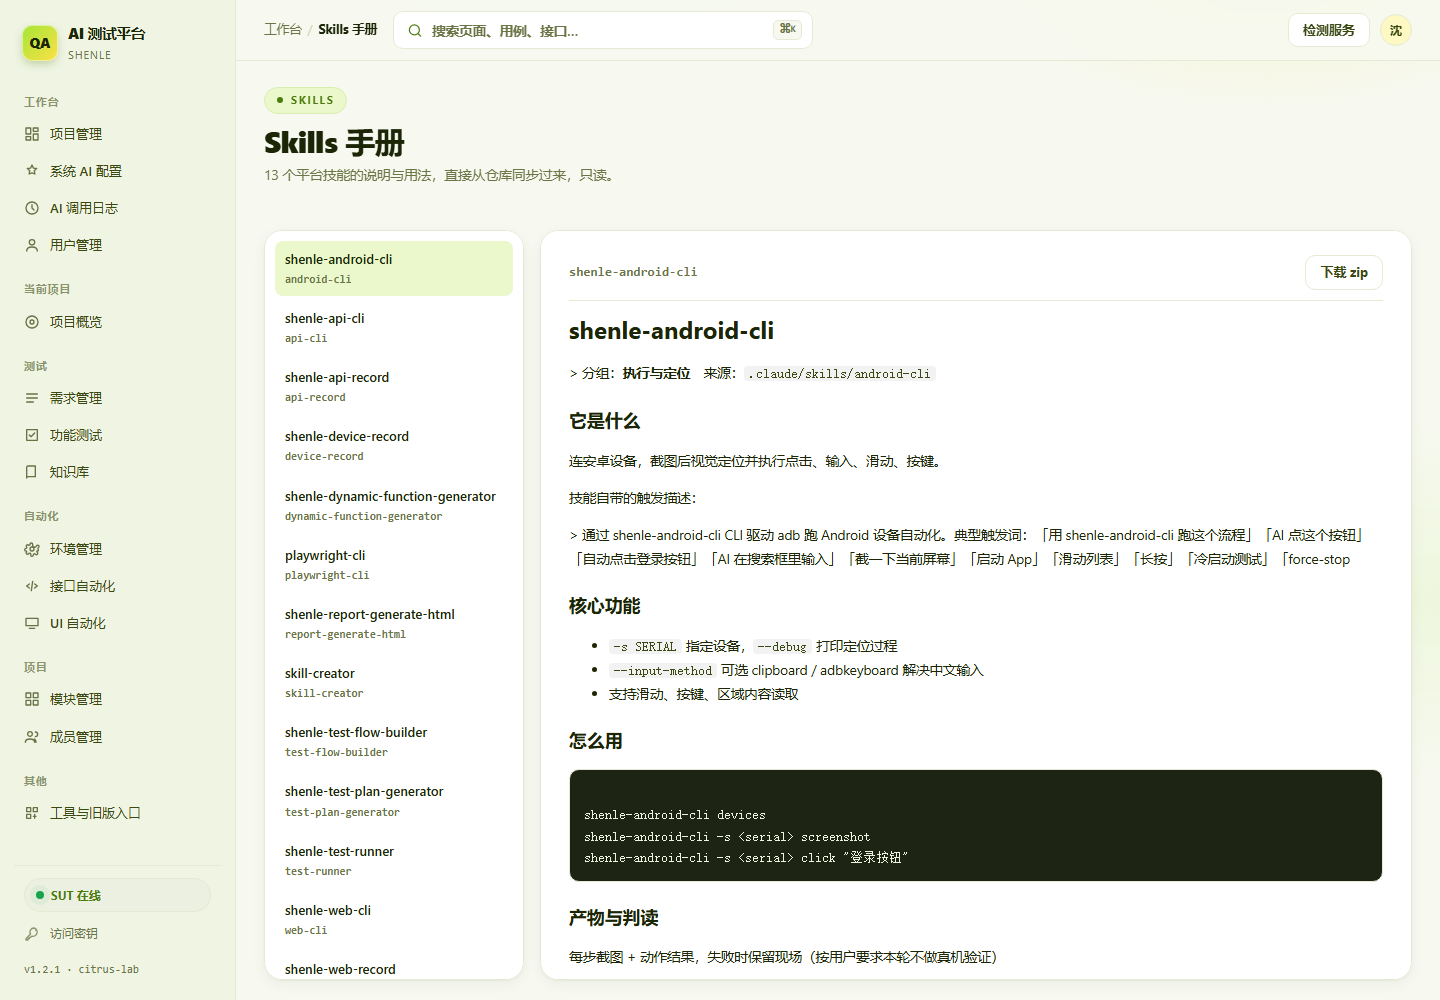 QA
AI 测试平台
SHENLE
工作台
项目管理
系统 AI 配置
AI 调用日志
用户管理
当前项目
项目概览
测试
需求管理
功能测试
知识库
自动化
环境管理
接口自动化
UI 自动化
项目
模块管理
成员管理
其他
工具与旧版入口
SUT 在线
访问密钥
v1.2.1 · citrus-lab
工作台 / Skills 手册
搜索页面、用例、接口...
⌘K
检测服务
沈
SKILLS
Skills 手册
13 个平台技能的说明与用法，直接从仓库同步过来，只读。
shenle-android-cli
android-cli
shenle-api-cli
api-cli
shenle-api-record
api-record
shenle-device-record
device-record
shenle-dynamic-function-generator
dynamic-function-generator
playwright-cli
playwright-cli
shenle-report-generate-html
report-generate-html
skill-creator
skill-creator
shenle-test-flow-builder
test-flow-builder
shenle-test-plan-generator
test-plan-generator
shenle-test-runner
test-runner
shenle-web-cli
web-cli
shenle-web-record
shenle-android-cli
下载 zip
shenle-android-cli
> 分组：执行与定位 来源：.claude/skills/android-cli
它是什么
连安卓设备，截图后视觉定位并执行点击、输入、滑动、按键。
技能自带的触发描述：
> 通过 shenle-android-cli CLI 驱动 adb 跑 Android 设备自动化。典型触发词：「用 shenle-android-cli 跑这个流程」「AI 点这个按钮」
「自动点击登录按钮」「AI 在搜索框里输入」「截一下当前屏幕」「启动 App」「滑动列表」「长按」「冷启动测试」「force-stop
核心功能
• -s SERIAL 指定设备，--debug 打印定位过程
• --input-method 可选 clipboard / adbkeyboard 解决中文输入
• 支持滑动、按键、区域内容读取
怎么用
shenle-android-cli devices
shenle-android-cli -s <serial> screenshot
shenle-android-cli -s <serial> click "登录按钮"
产物与判读
每步截图 + 动作结果，失败时保留现场（按用户要求本轮不做真机验证）